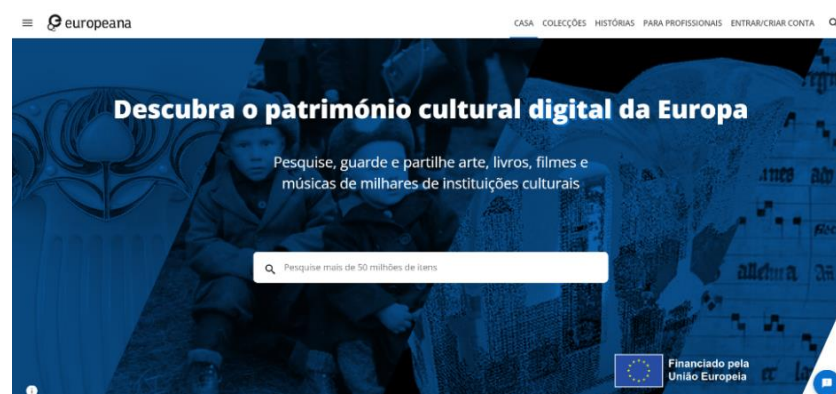 europeana
CASA COLECÇÕES HISTÓRIAS PARA PROFISSIONAIS ENTRAR/CRIAR CONTA
Descubra o património cultural digital da Europa
Pesquise, guarde e partilhe arte, livros, filmes e
músicas de milhares de instituições culturais
Pesquise mais de 50 milhões de itens
allelura
Financiado pela
União Europeia